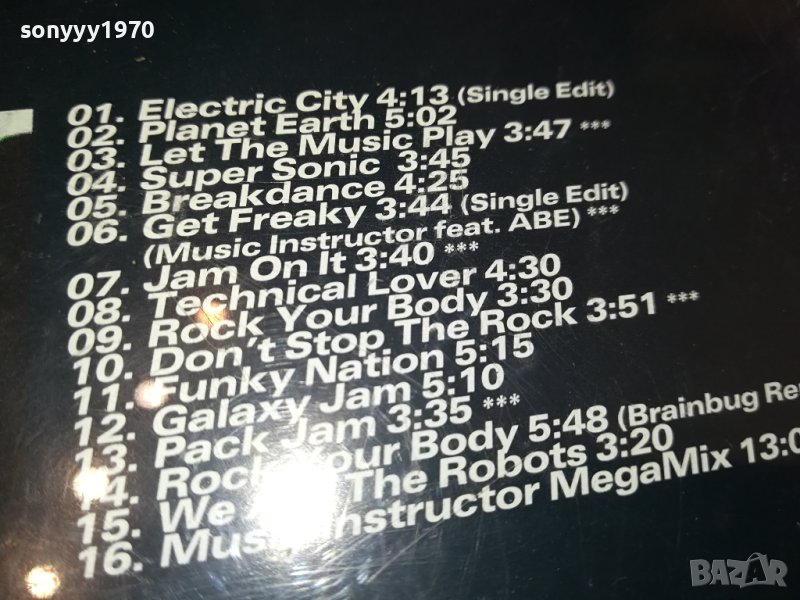 sonyyy1970
01. Electric City 4:13 (Single Edit)
02. Planet Earth 5:02
03. Let The Music Play 3:47 ***
04. Super Sonic 3:45
05. Breakdance 4:25
06. Get Freaky 3:44 (Single Edit)
(Music Instructor feat. ABE) ***
07. Jam On It 3:40 ***
08. Technical Lover 4:30
09. Rock Your Body 3:30
10. Don't Stop The Rock 3:51 ***
11. Funky Nation 5:15
12. Galaxy Jam 5:10
13. Pack Jam 3:35 ***
14. Rock Your Body 5:48 (Brainbug Re
15. We The Robots 3:20
16. Music Instructor MegaMix 13:0
BAZAR